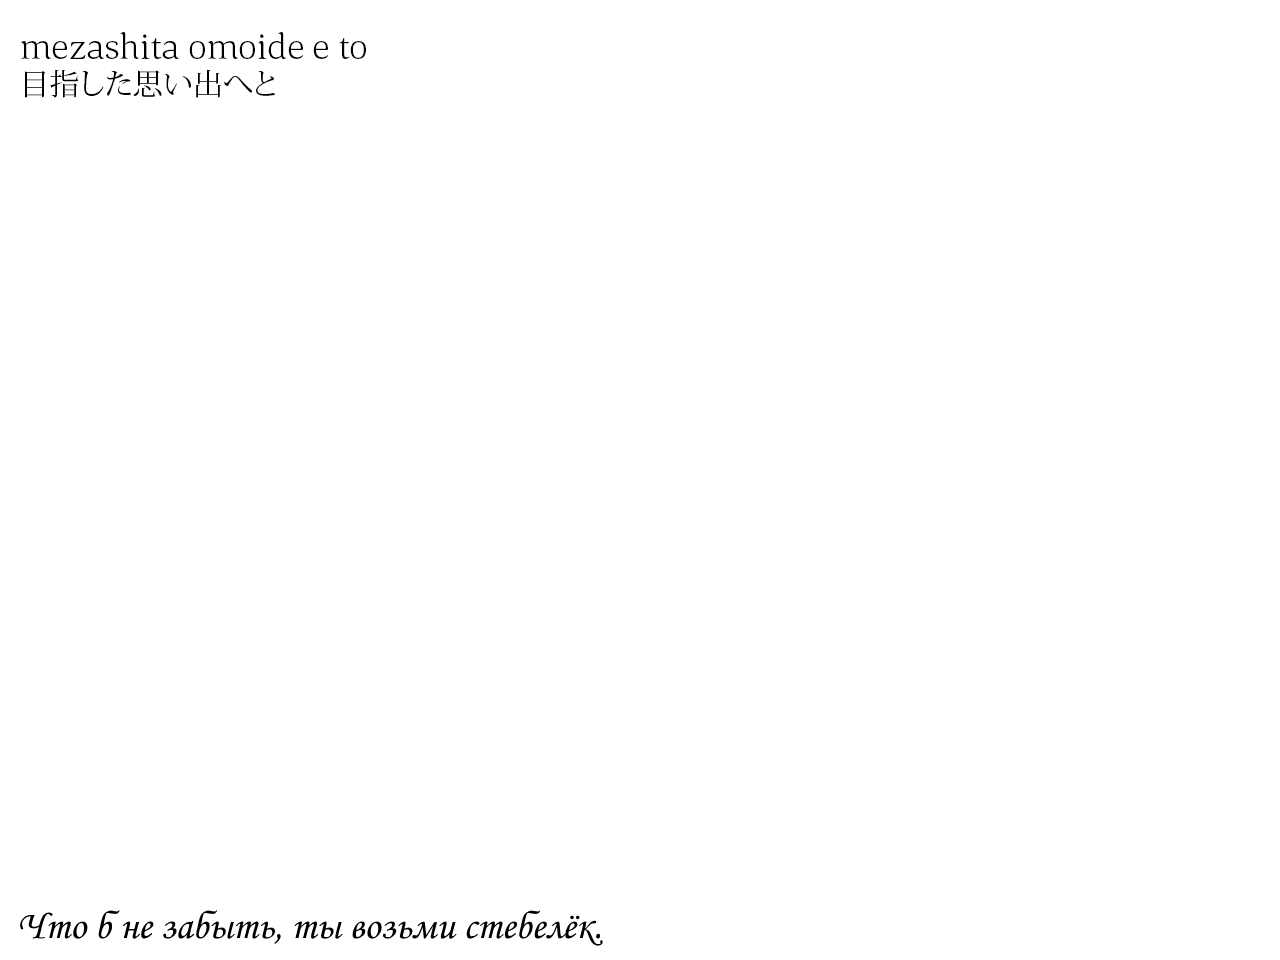 mezashita omoide e to
目指した思い出へと
Что б не забыть, ты возьми стебелёк.